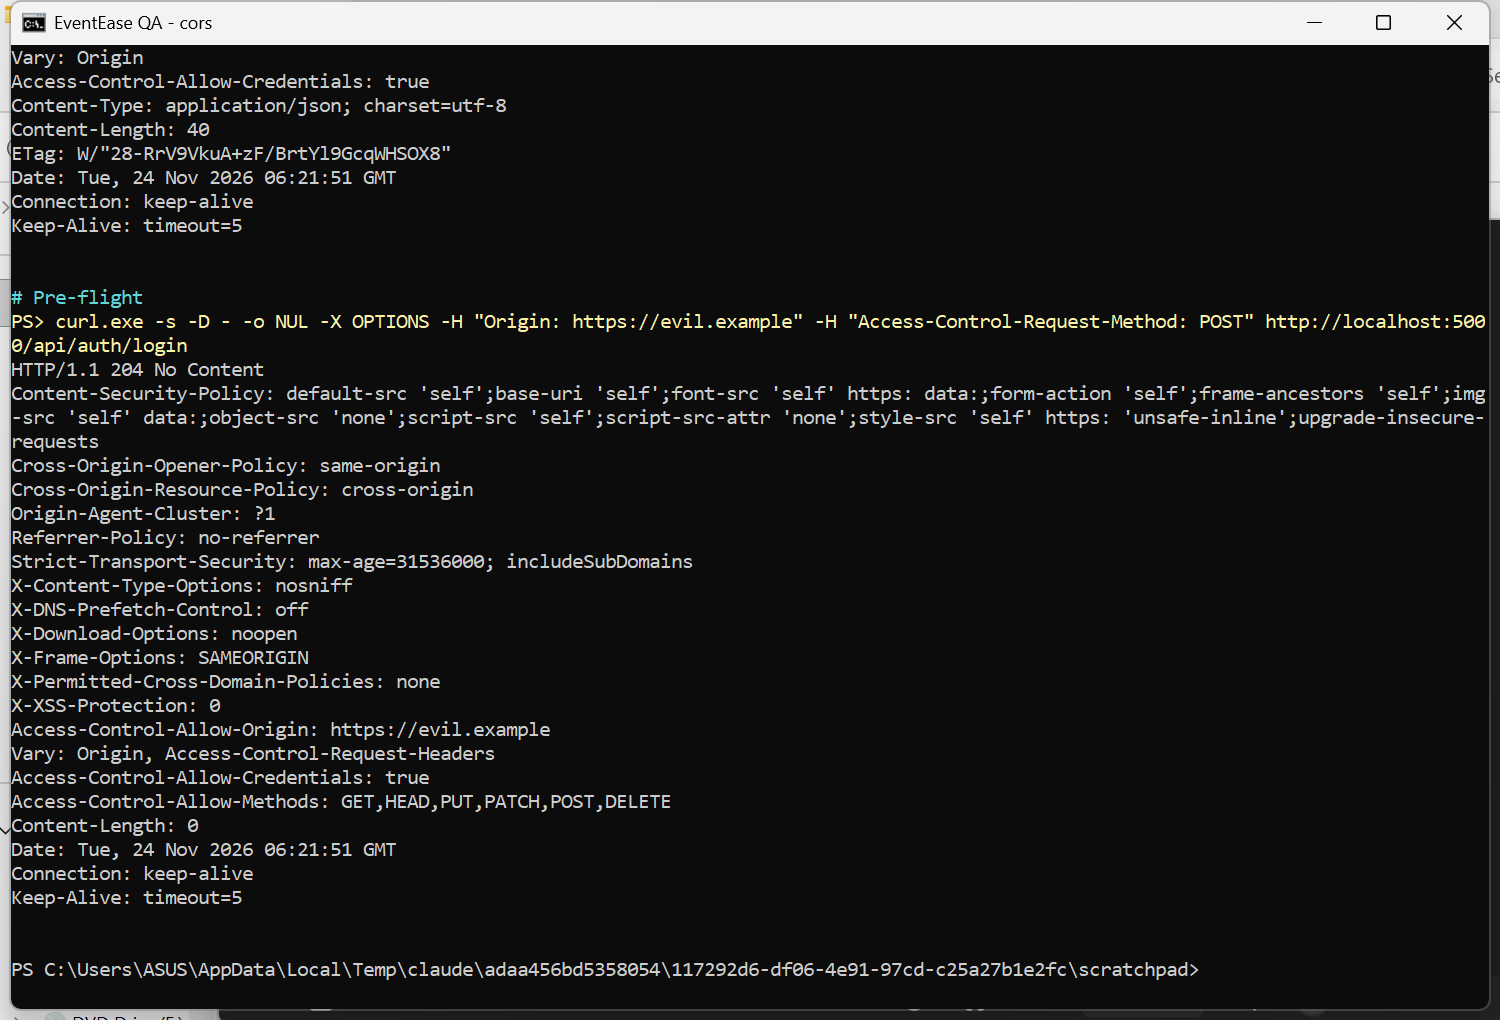 EventEase QA - cors
Vary: Origin
Access-Control-Allow-Credentials: true
Content-Type: application/json; charset=utf-8
Content-Length: 40
ETag: W/"28-RrV9VkuA+zF/BrtYl9GcqWHSOX8"
Date: Tue, 24 Nov 2026 06:21:51 GMT
Connection: keep-alive
Keep-Alive: timeout=5
# Pre-flight
PS> curl.exe -s -D - -o NUL -X OPTIONS -H "Origin: https://evil.example" -H "Access-Control-Request-Method: POST" http://localhost:500
0/api/auth/login
HTTP/1.1 204 No Content
Content-Security-Policy: default-src 'self';base-uri 'self';font-src 'self' https: data:;form-action 'self';frame-ancestors 'self';img
-src 'self' data:;object-src 'none';script-src 'self';script-src-attr 'none';style-src 'self' https: 'unsafe-inline';upgrade-insecure-
requests
Cross-Origin-Opener-Policy: same-origin
Cross-Origin-Resource-Policy: cross-origin
Origin-Agent-Cluster: ?1
Referrer-Policy: no-referrer
Strict-Transport-Security: max-age=31536000; includeSubDomains
X-Content-Type-Options: nosniff
X-DNS-Prefetch-Control: off
X-Download-Options: noopen
X-Frame-Options: SAMEORIGIN
X-Permitted-Cross-Domain-Policies: none
X-XSS-Protection: 0
Access-Control-Allow-Origin: https://evil.example
Vary: Origin, Access-Control-Request-Headers
Access-Control-Allow-Credentials: true
Access-Control-Allow-Methods: GET,HEAD,PUT,PATCH,POST,DELETE
Content-Length: 0
Date: Tue, 24 Nov 2026 06:21:51 GMT
Connection: keep-alive
Keep-Alive: timeout=5
PS C:\Users\ASUS\AppData\Local\Temp\claude\adaa456bd5358054\117292d6-df06-4e91-97cd-c25a27b1e2fc\scratchpad>